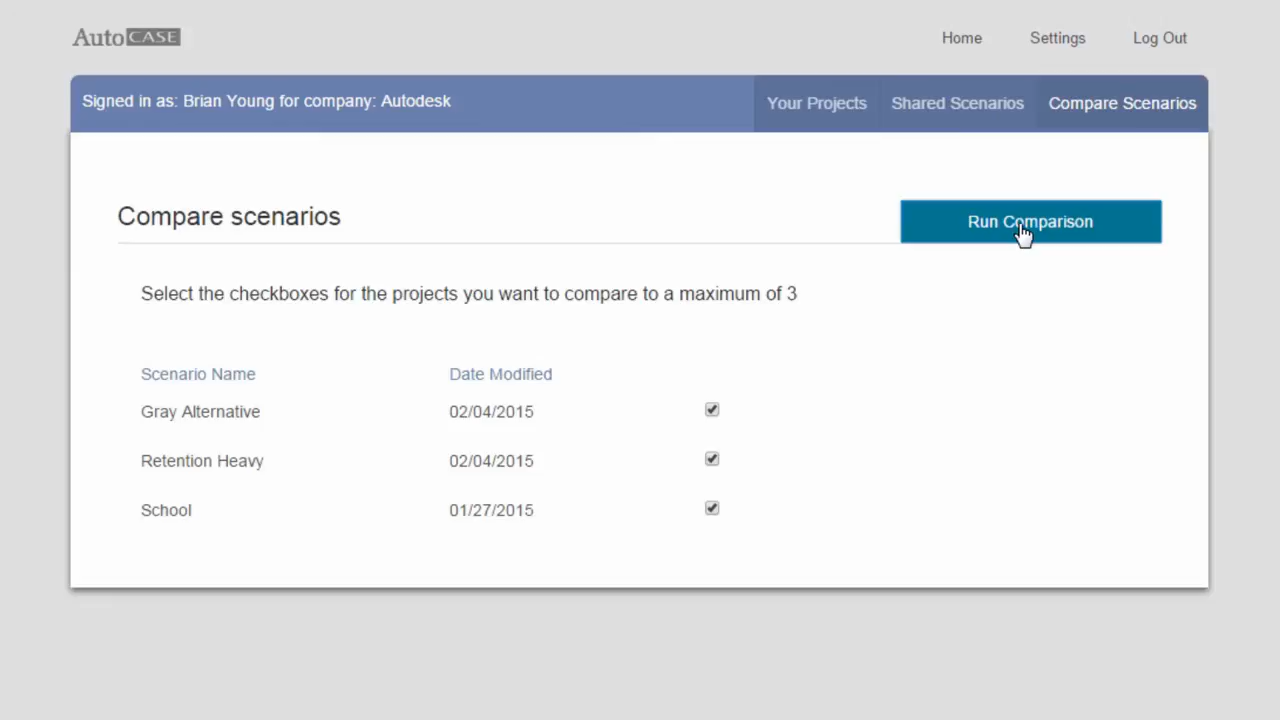 AutoCASE
Home Settings Log Out
Signed in as: Brian Young for company: Autodesk
Your Projects Shared Scenarios Compare Scenarios
Compare scenarios
Run Comparison
Select the checkboxes for the projects you want to compare to a maximum of 3
Scenario Name Date Modified
Gray Alternative 02/04/2015
Retention Heavy 02/04/2015
School 01/27/2015